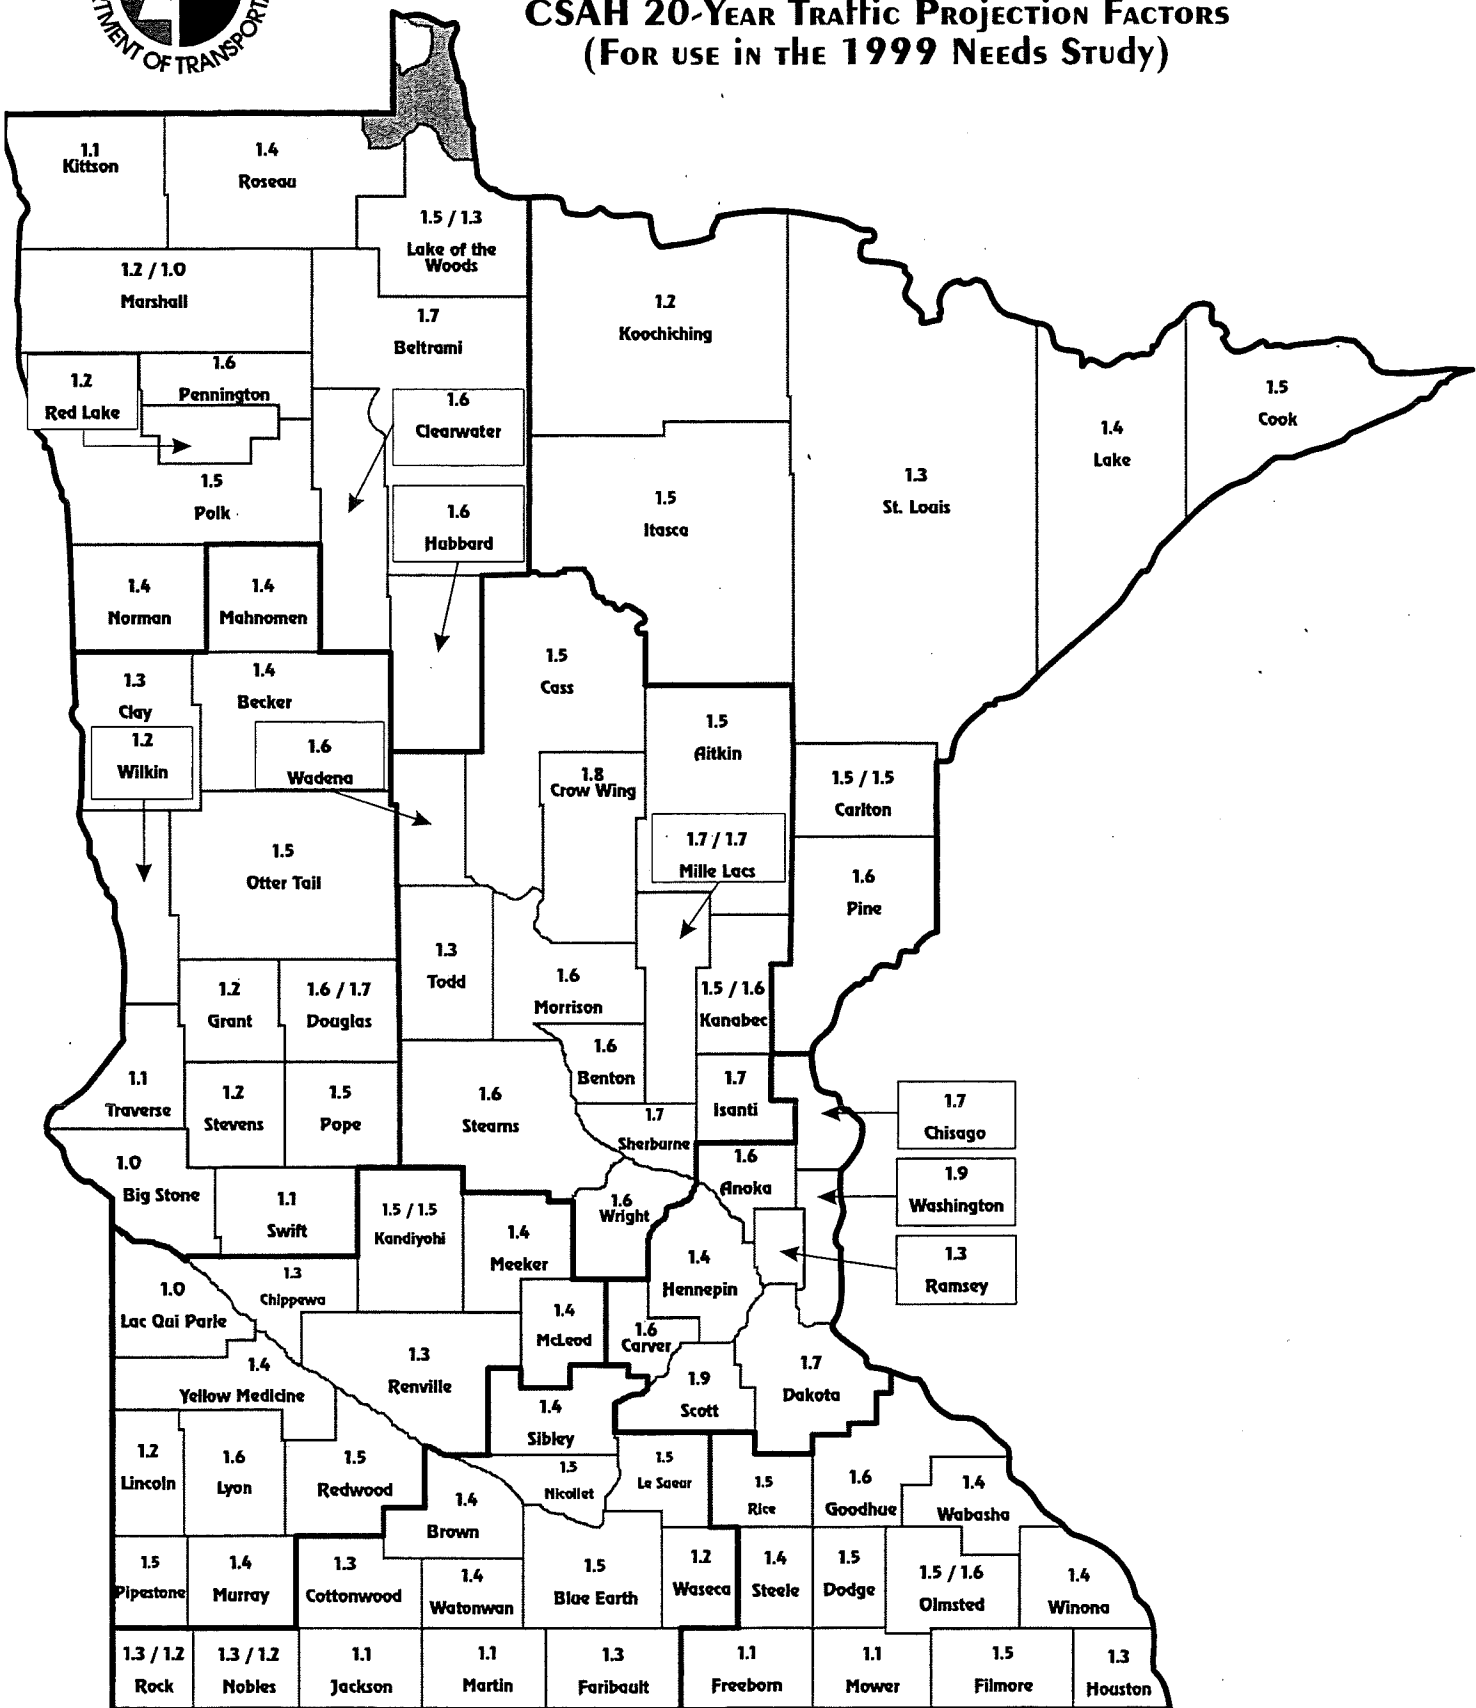 TMENT OF TRANSPORTA
CSAH 20-Year Traffic Projection Factors
(For use in the 1999 Needs Study)
1.1
Kittson
1.4
Roseau
1.5 / 1.3
Lake of the
Woods
1.2 / 1.0
Marshall
1.7
Beltrami
1.2
Koochiching
1.6
Pennington
1.2
Red Lake
1.6
Clearwater
1.5
Cook
1.4
Lake
1.3
St. Louis
1.5
Polk
1.6
Hubbard
1.5
Itasca
1.4
Norman
1.4
Mahnomen
1.3
Clay
1.4
Becker
1.5
Cass
1.5
Aitkin
1.2
Wilkin
1.6
Wadena
1.8
Crow Wing
1.5 / 1.5
Carlton
1.7 / 1.7
Mille Lacs
1.5
Otter Tail
1.6
Pine
1.3
Todd
1.6
Morrison
1.2
Grant
1.6 / 1.7
Douglas
1.5 / 1.6
Kanabec
1.6
Benton
1.1
Traverse
1.2
Stevens
1.5
Pope
1.6
Stearns
1.7
Isanti
1.7
Chisago
1.7
Sherburne
1.0
Big Stone
1.6
Anoka
1.9
Washington
1.1
Swift
1.5 / 1.5
Kandiyohi
1.4
Meeker
1.6
Wright
1.4
Hennepin
1.3
Ramsey
1.0
Lac Qui Parle
1.3
Chippewa
1.4
McLeod
1.6
Carver
1.4
Yellow Medicine
1.3
Renville
1.9
Scott
1.7
Dakota
1.4
Sibley
1.2
Lincoln
1.6
Lyon
1.5
Redwood
1.5
Nicollet
1.5
Le Sueur
1.5
Rice
1.6
Goodhue
1.4
Wabasha
1.4
Brown
1.5
Pipestone
1.4
Murray
1.3
Cottonwood
1.4
Watonwan
1.5
Blue Earth
1.2
Waseca
1.4
Steele
1.5
Dodge
1.5 / 1.6
Olmsted
1.4
Winona
1.3 / 1.2
Rock
1.3 / 1.2
Nobles
1.1
Jackson
1.1
Martin
1.3
Faribault
1.1
Freeborn
1.1
Mower
1.5
Filmore
1.3
Houston